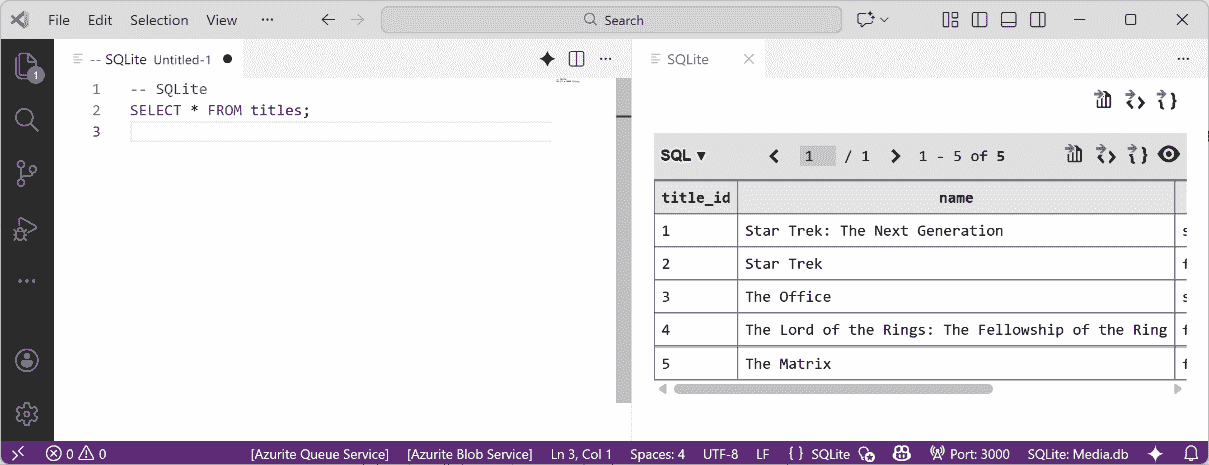 File Edit Selection View ··· Search
-- SQLite Untitled-1 ● ···
SQLite ···
1
1 -- SQLite
2 SELECT * FROM titles;
3
SQL ▼ 1 / 1 1 - 5 of 5
title_id name
1 Star Trek: The Next Generation s
2 Star Trek f
3 The Office s
4 The Lord of the Rings: The Fellowship of the Ring f
5 The Matrix f
0 0 [Azurite Queue Service] [Azurite Blob Service] Ln 3, Col 1 Spaces: 4 UTF-8 LF { } SQLite Port: 3000 SQLite: Media.db